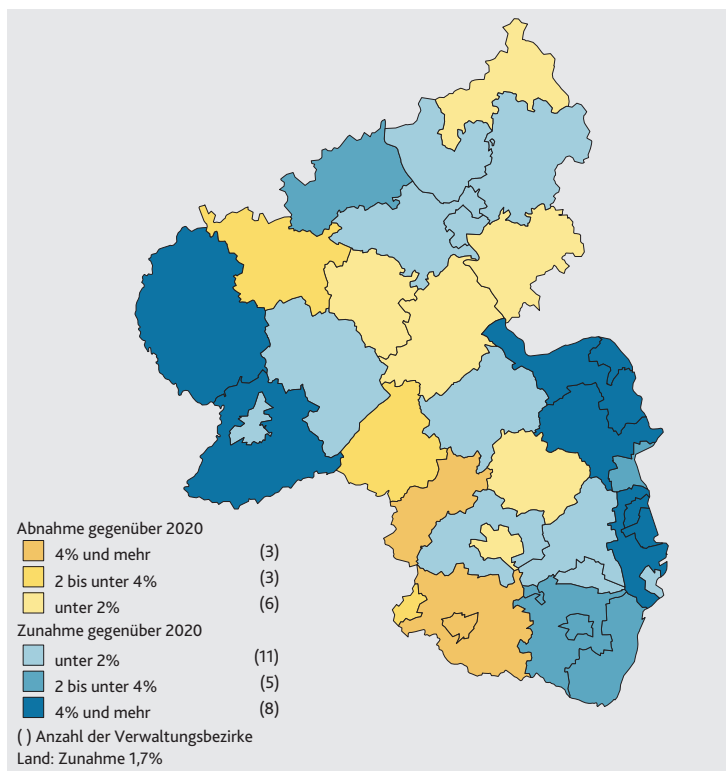 Abnahme gegenüber 2020
4% und mehr (3)
2 bis unter 4% (3)
unter 2% (6)
Zunahme gegenüber 2020
unter 2% (11)
2 bis unter 4% (5)
4% und mehr (8)
( ) Anzahl der Verwaltungsbezirke
Land: Zunahme 1,7%